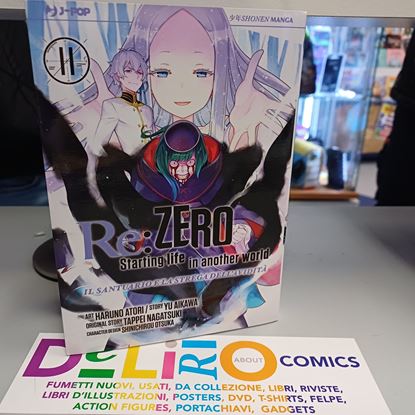 J-POP
少年SHONEN MANGA
11
Re:ZERO
Starting life in another world
IL SANTUARIO E LA STREGA DELL'AVIDITÀ
ART HARUNO ATORI / STORY YU AIKAWA
ORIGINAL STORY TAPPEI NAGATSUKI
CHARACTER DESIGN SHINICHIROU OTSUKA
DeLiRiO ABOUT COMICS
FUMETTI NUOVI, USATI, DA COLLEZIONE, LIBRI, RIVISTE,
LIBRI D'ILLUSTRAZIONI, POSTERS, DVD, T-SHIRTS, FELPE,
ACTION FIGURES, PORTACHIAVI, GADGETS